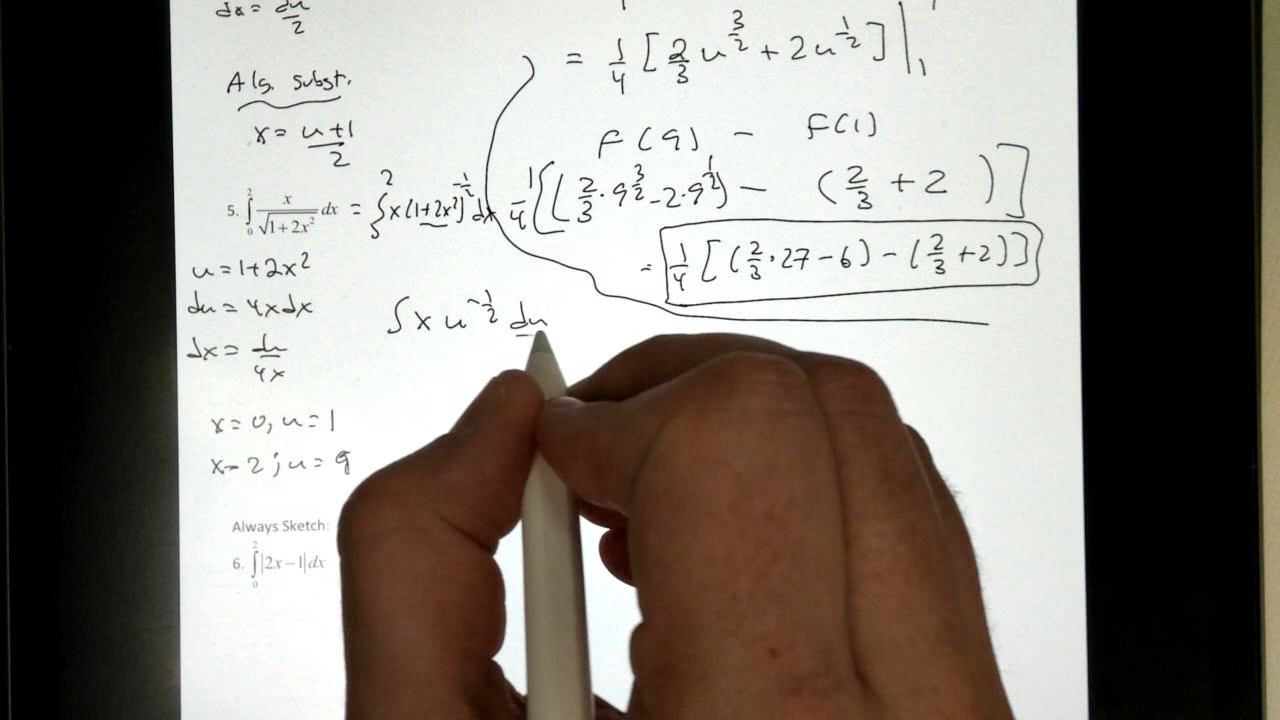 dx = du/2
Alg. subst.
x = (u+1)/2
= 1/4 [2/3 u^(3/2) + 2u^(1/2)] |₁
F(9) - F(1)
1/4[(2/3 · 9^(3/2) - 2·9^(1/2)) - (2/3 + 2)]
= 1/4 [(2/3 · 27 - 6) - (2/3 + 2)]
5. ∫₀² x/√(1+2x²) dx = ∫₀² x(1+2x²)^(-1/2) dx
u = 1+2x²
du = 4x dx
dx = du/4x
∫ x u^(-1/2) du
x = 0, u = 1
x = 2; u = 9
Always Sketch:
6. ∫₀² |2x-1| dx